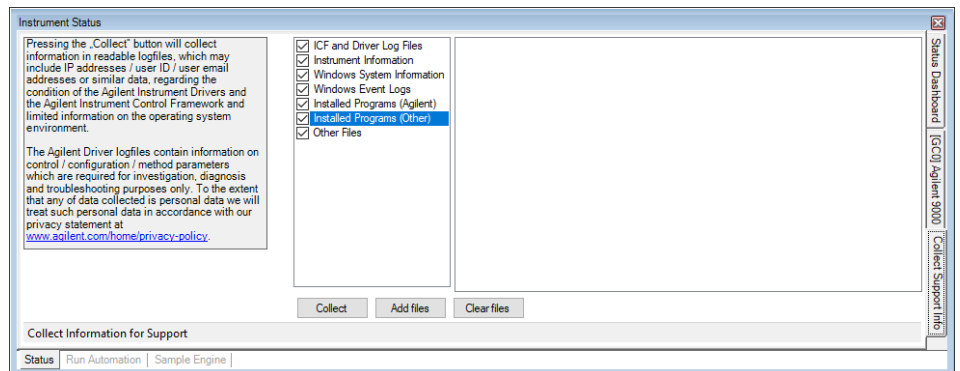 Instrument Status
Pressing the „Collect” button will collect
information in readable logfiles, which may
include IP addresses / user ID / user email
addresses or similar data, regarding the
condition of the Agilent Instrument Drivers and
the Agilent Instrument Control Framework and
limited information on the operating system
environment.
The Agilent Driver logfiles contain information on
control / configuration / method parameters
which are required for investigation, diagnosis
and troubleshooting purposes only. To the extent
that any of data collected is personal data we will
treat such personal data in accordance with our
privacy statement at
www.agilent.com/home/privacy-policy.
ICF and Driver Log Files
Instrument Information
Windows System Information
Windows Event Logs
Installed Programs (Agilent)
Installed Programs (Other)
Other Files
Collect
Add files
Clear files
Status Dashboard
[GC0] Agilent 9000
Collect Support Info
Collect Information for Support
Status
Run Automation
Sample Engine